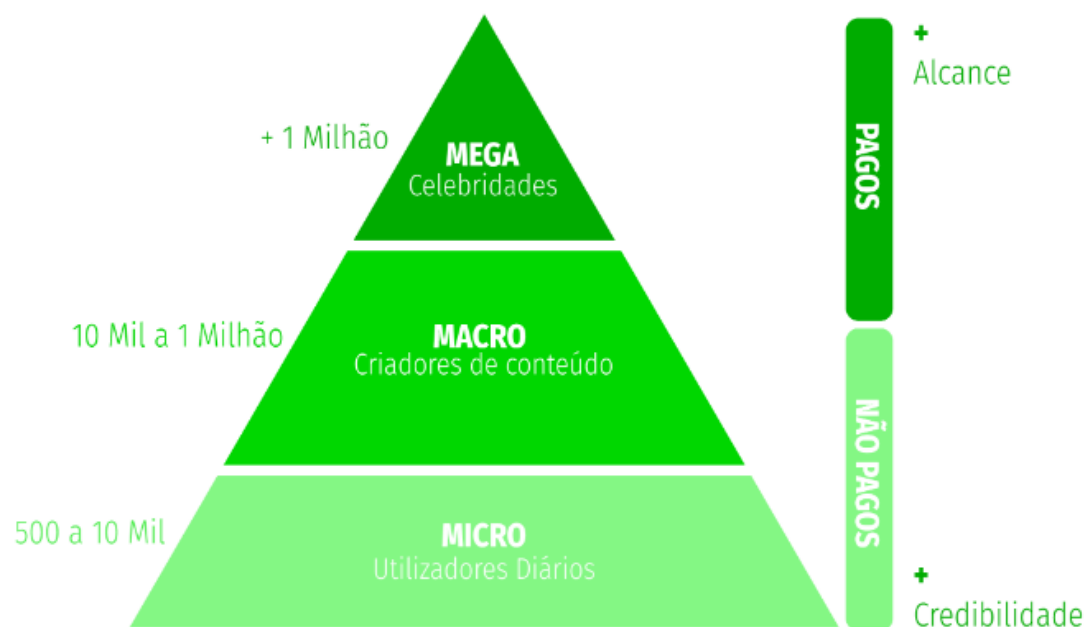 + 1 Milhão
MEGA
Celebridades
10 Mil a 1 Milhão
MACRO
Criadores de conteúdo
500 a 10 Mil
MICRO
Utilizadores Diários
PAGOS
NÃO PAGOS
+
Alcance
+
Credibilidade